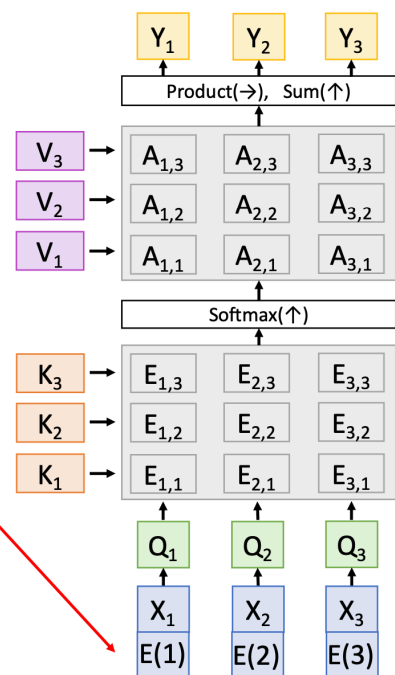 Y1 Y2 Y3
Product(→), Sum(↑)
V3 A1,3 A2,3 A3,3
V2 A1,2 A2,2 A3,2
V1 A1,1 A2,1 A3,1
Softmax(↑)
K3 E1,3 E2,3 E3,3
K2 E1,2 E2,2 E3,2
K1 E1,1 E2,1 E3,1
Q1 Q2 Q3
X1 X2 X3
E(1) E(2) E(3)